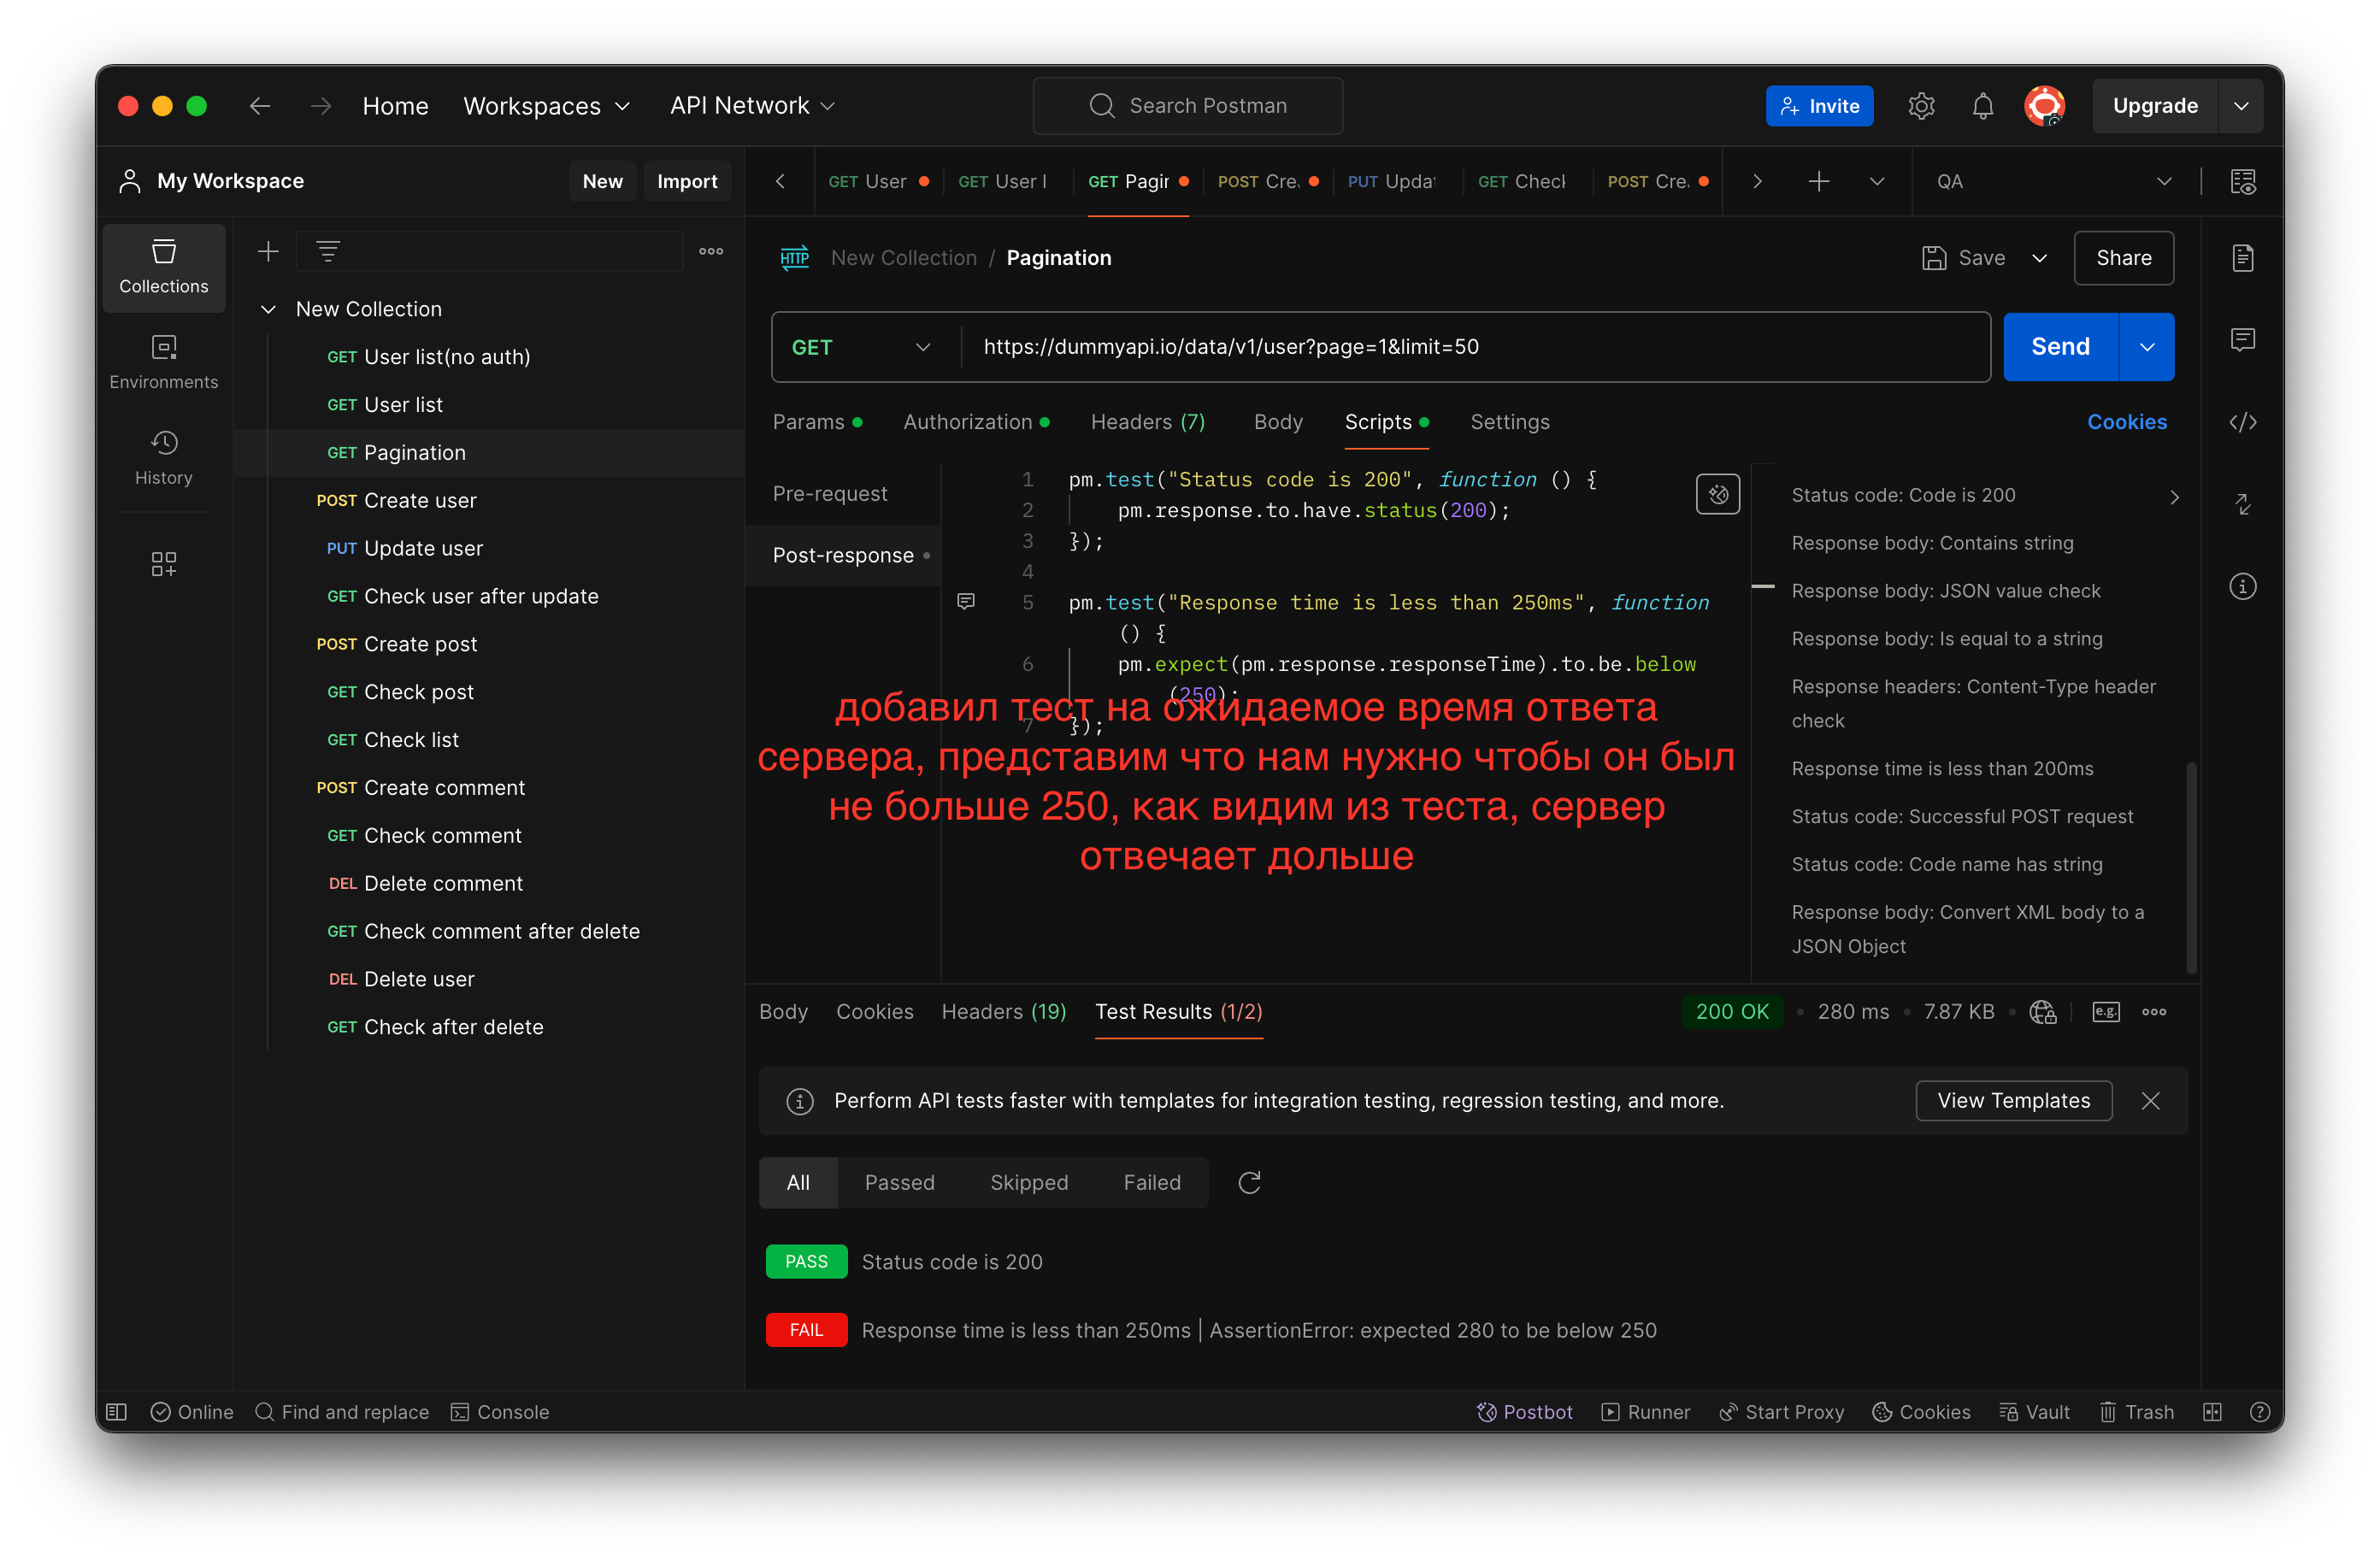 Home Workspaces API Network Search Postman Invite Upgrade
My Workspace New Import
GET User GET User l GET Pagin POST Cre PUT Updat GET Check POST Cre QA
Collections
Environments
History
New Collection
GET User list(no auth)
GET User list
GET Pagination
POST Create user
PUT Update user
GET Check user after update
POST Create post
GET Check post
GET Check list
POST Create comment
GET Check comment
DEL Delete comment
GET Check comment after delete
DEL Delete user
GET Check after delete
HTTP New Collection / Pagination Save Share
GET https://dummyapi.io/data/v1/user?page=1&limit=50 Send
Params Authorization Headers (7) Body Scripts Settings Cookies
Pre-request
Post-response
1 pm.test("Status code is 200", function () {
2 pm.response.to.have.status(200);
3 });
4
5 pm.test("Response time is less than 250ms", function
() {
6 pm.expect(pm.response.responseTime).to.be.below
(250);
7 });
добавил тест на ожидаемое время ответа
сервера, представим что нам нужно чтобы он был
не больше 250, как видим из теста, сервер
отвечает дольше
Status code: Code is 200
Response body: Contains string
Response body: JSON value check
Response body: Is equal to a string
Response headers: Content-Type header
check
Response time is less than 200ms
Status code: Successful POST request
Status code: Code name has string
Response body: Convert XML body to a
JSON Object
Body Cookies Headers (19) Test Results (1/2) 200 OK • 280 ms • 7.87 KB • e.g.
Perform API tests faster with templates for integration testing, regression testing, and more. View Templates
All Passed Skipped Failed
PASS Status code is 200
FAIL Response time is less than 250ms | AssertionError: expected 280 to be below 250
Online Find and replace Console Postbot Runner Start Proxy Cookies Vault Trash